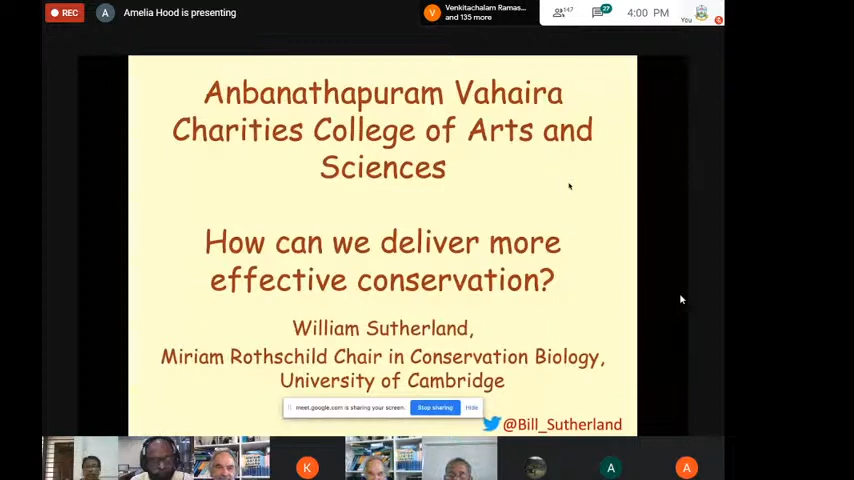 REC
A
Amelia Hood is presenting
V
Venkitachalam Ramas...
and 135 more
147
27
4:00 PM
You
Anbanathapuram Vahaira
Charities College of Arts and
Sciences
How can we deliver more
effective conservation?
William Sutherland,
Miriam Rothschild Chair in Conservation Biology,
University of Cambridge
meet.google.com is sharing your screen.
Stop sharing
Hide
@Bill_Sutherland
K
A
A